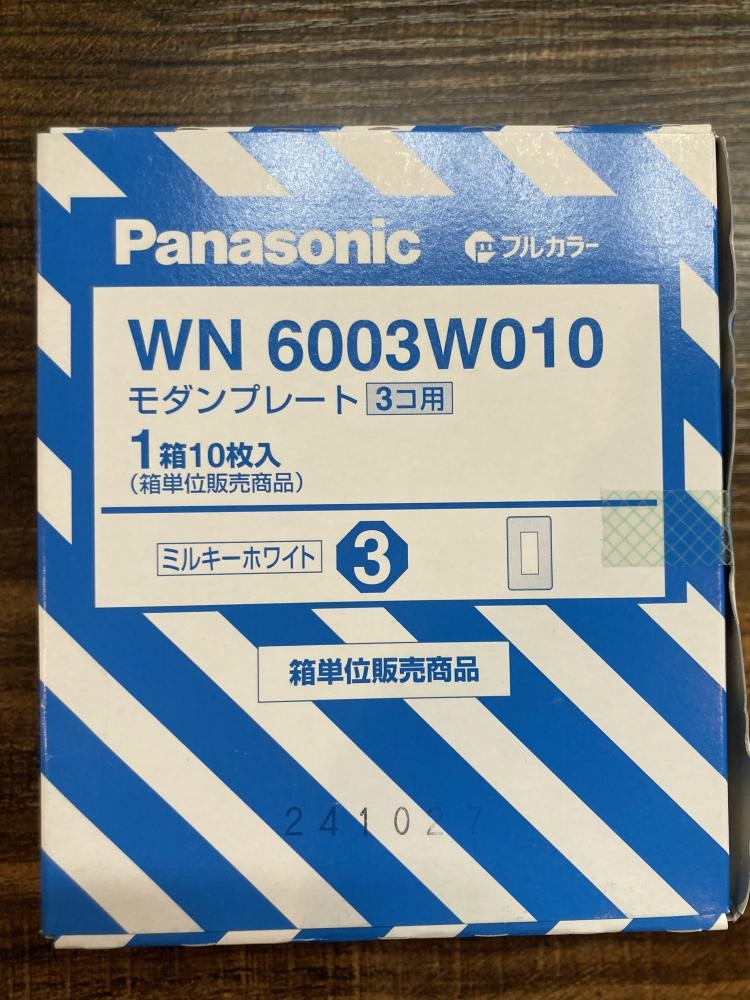 Panasonic フルカラー
WN 6003W010
モダンプレート 3コ用
1箱10枚入
(箱単位販売商品)
ミルキーホワイト 3
箱単位販売商品
241027